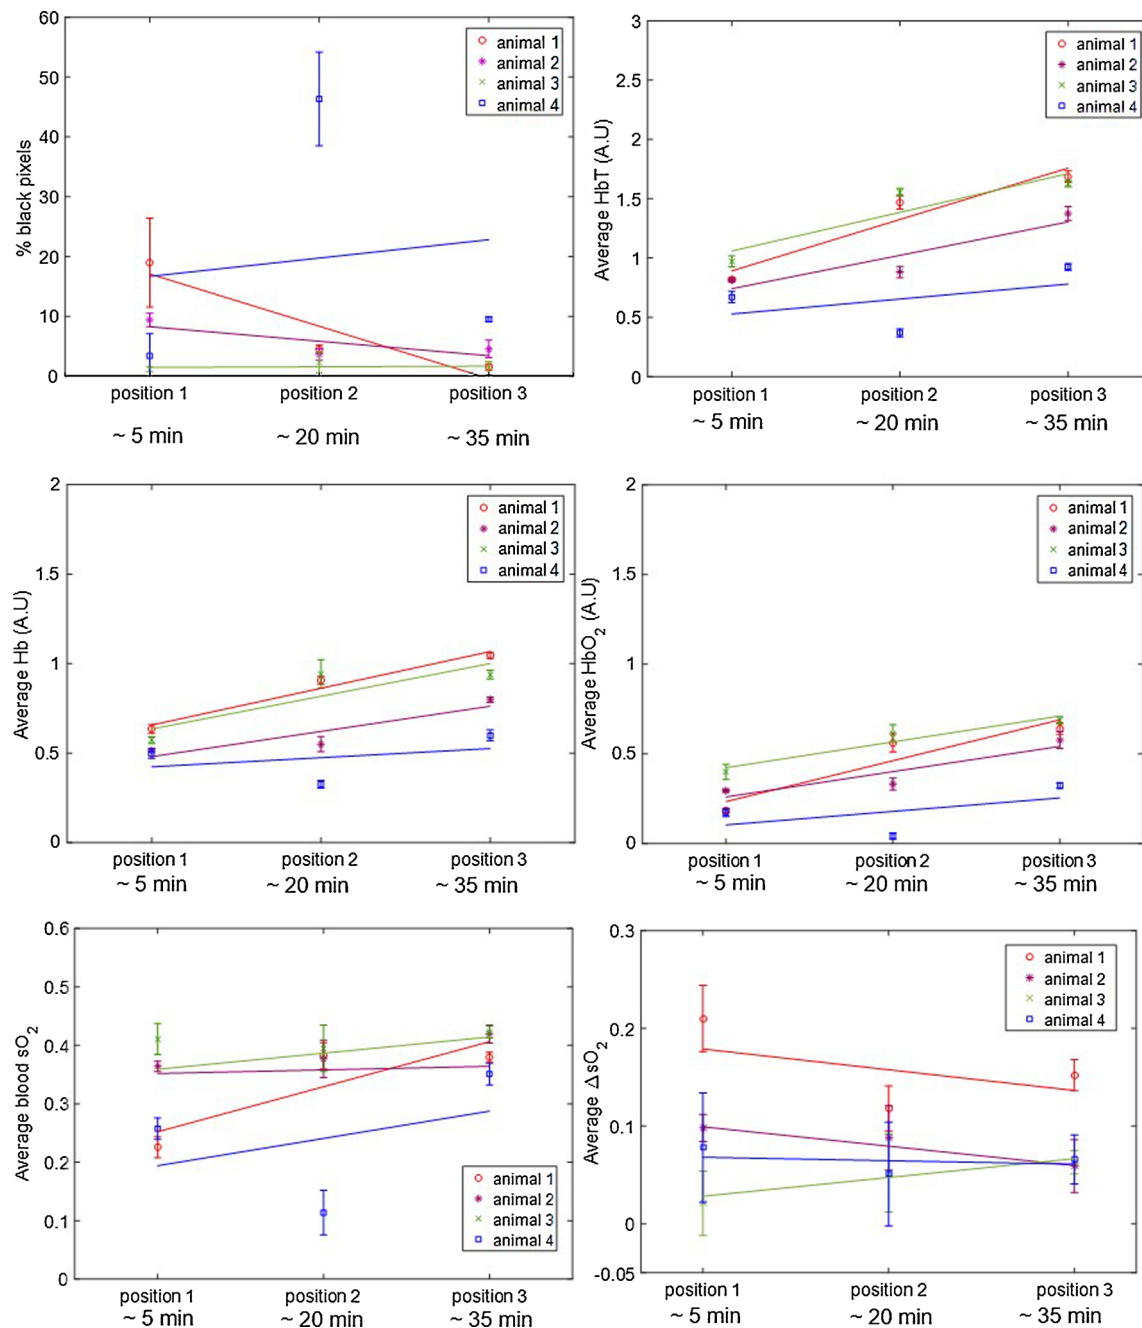 60
50
40
30
20
10
0
% black pixels
animal 1
animal 2
animal 3
animal 4
position 1
position 2
position 3
~ 5 min
~ 20 min
~ 35 min
3
2.5
2
1.5
1
0.5
0
Average HbT (A.U)
animal 1
animal 2
animal 3
animal 4
position 1
position 2
position 3
~ 5 min
~ 20 min
~ 35 min
2
1.5
1
0.5
0
Average Hb (A.U)
animal 1
animal 2
animal 3
animal 4
position 1
position 2
position 3
~ 5 min
~ 20 min
~ 35 min
2
1.5
1
0.5
0
Average HbO2 (A.U)
animal 1
animal 2
animal 3
animal 4
position 1
position 2
position 3
~ 5 min
~ 20 min
~ 35 min
0.6
0.5
0.4
0.3
0.2
0.1
0
Average blood sO2
animal 1
animal 2
animal 3
animal 4
position 1
position 2
position 3
~ 5 min
~ 20 min
~ 35 min
0.3
0.2
0.1
0
-0.05
Average Δ sO2
animal 1
animal 2
animal 3
animal 4
position 1
position 2
position 3
~ 5 min
~ 20 min
~ 35 min